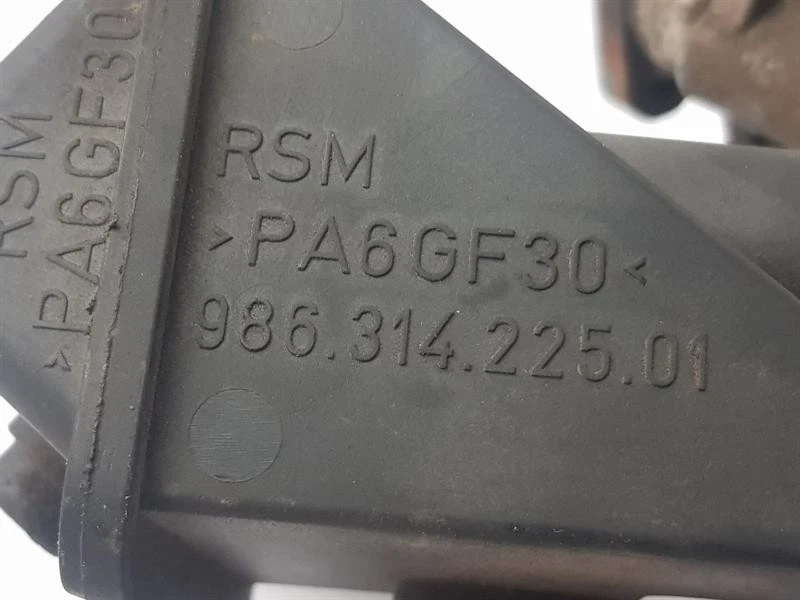 RSM
>PA6GF30
RSM
>PA6GF30<
986.314.225.01